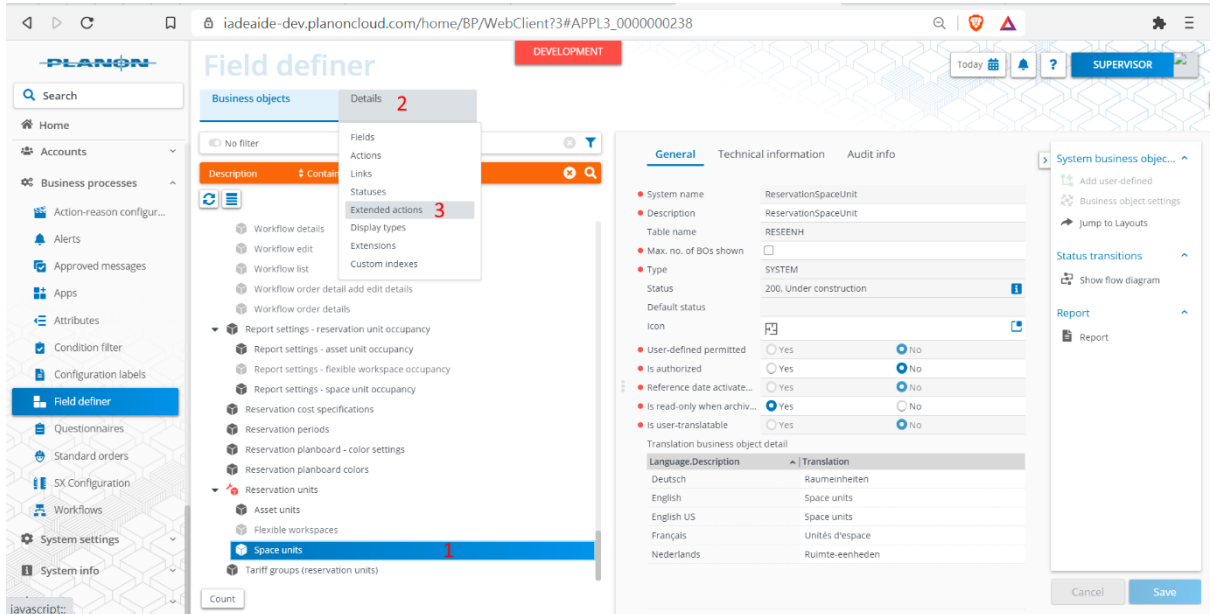 iadeaide-dev.planoncloud.com/home/BP/WebClient?3#APPL3_0000000238
PLANON
Field definer
DEVELOPMENT
Today
?
SUPERVISOR
Search
Home
Accounts
Business processes
Action-reason configur...
Alerts
Approved messages
Apps
Attributes
Condition filter
Configuration labels
Field definer
Questionnaires
Standard orders
SX Configuration
Workflows
System settings
System info
javascript:;
Business objects
Details 2
No filter
Description
Contain
Fields
Actions
Links
Statuses
Extended actions 3
Display types
Extensions
Custom indexes
Workflow details
Workflow edit
Workflow list
Workflow order detail add edit details
Workflow order details
Report settings - reservation unit occupancy
Report settings - asset unit occupancy
Report settings - flexible workspace occupancy
Report settings - space unit occupancy
Reservation cost specifications
Reservation periods
Reservation planboard - color settings
Reservation planboard colors
Reservation units
Asset units
Flexible workspaces
Space units 1
Tariff groups (reservation units)
Count
General Technical information Audit info
System name ReservationSpaceUnit
Description ReservationSpaceUnit
Table name RESEENH
Max. no. of BOs shown
Type SYSTEM
Status 200, Under construction
Default status
Icon
User-defined permitted Yes No
Is authorized Yes No
Reference date activate... Yes No
Is read-only when archiv... Yes No
Is user-translatable Yes No
Translation business object detail
Language.Description Translation
Deutsch Raumeinheiten
English Space units
English US Space units
Français Unités d'espace
Nederlands Ruimte-eenheden
System business objec...
Add user-defined
Business object settings
Jump to Layouts
Status transitions
Show flow diagram
Report
Report
Cancel
Save